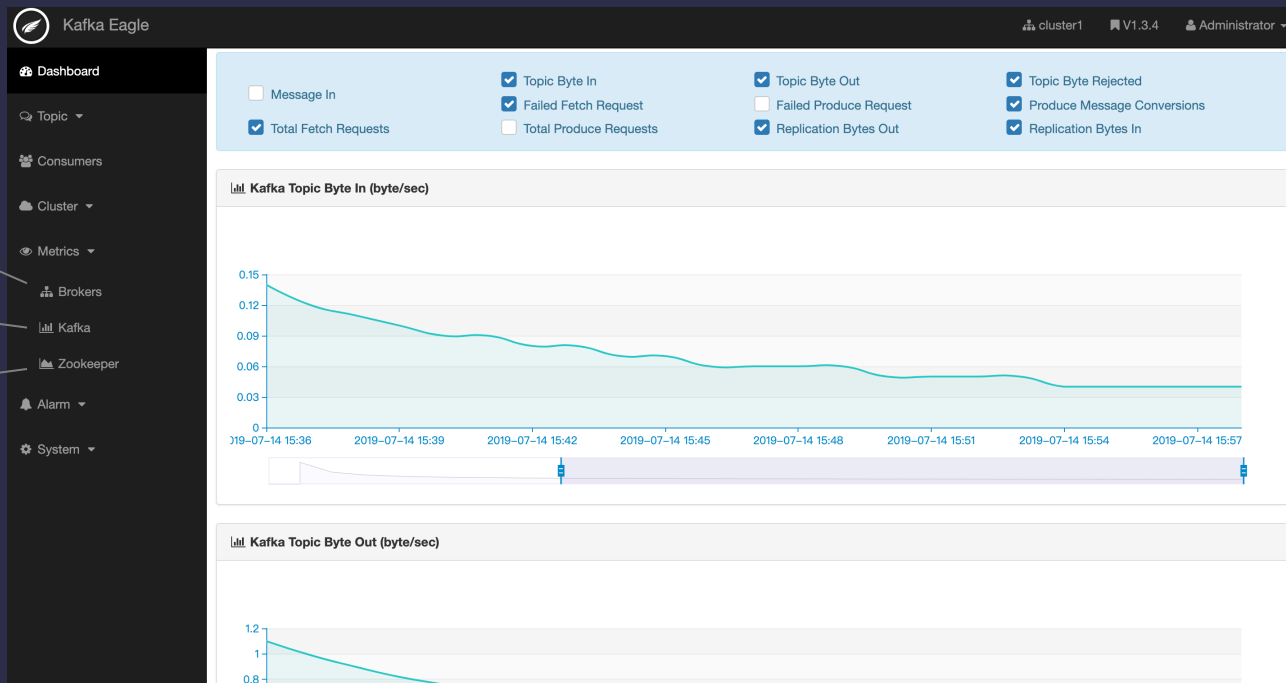 Kafka Eagle
cluster1 V1.3.4 Administrator
Dashboard
Topic
Consumers
Cluster
Metrics
Brokers
Kafka
Zookeeper
Alarm
System
Message In
Topic Byte In
Topic Byte Out
Topic Byte Rejected
Failed Fetch Request
Failed Produce Request
Produce Message Conversions
Total Fetch Requests
Total Produce Requests
Replication Bytes Out
Replication Bytes In
Kafka Topic Byte In (byte/sec)
0.15
0.12
0.09
0.06
0.03
0
019-07-14 15:36 2019-07-14 15:39 2019-07-14 15:42 2019-07-14 15:45 2019-07-14 15:48 2019-07-14 15:51 2019-07-14 15:54 2019-07-14 15:57
Kafka Topic Byte Out (byte/sec)
1.2
1
0.8